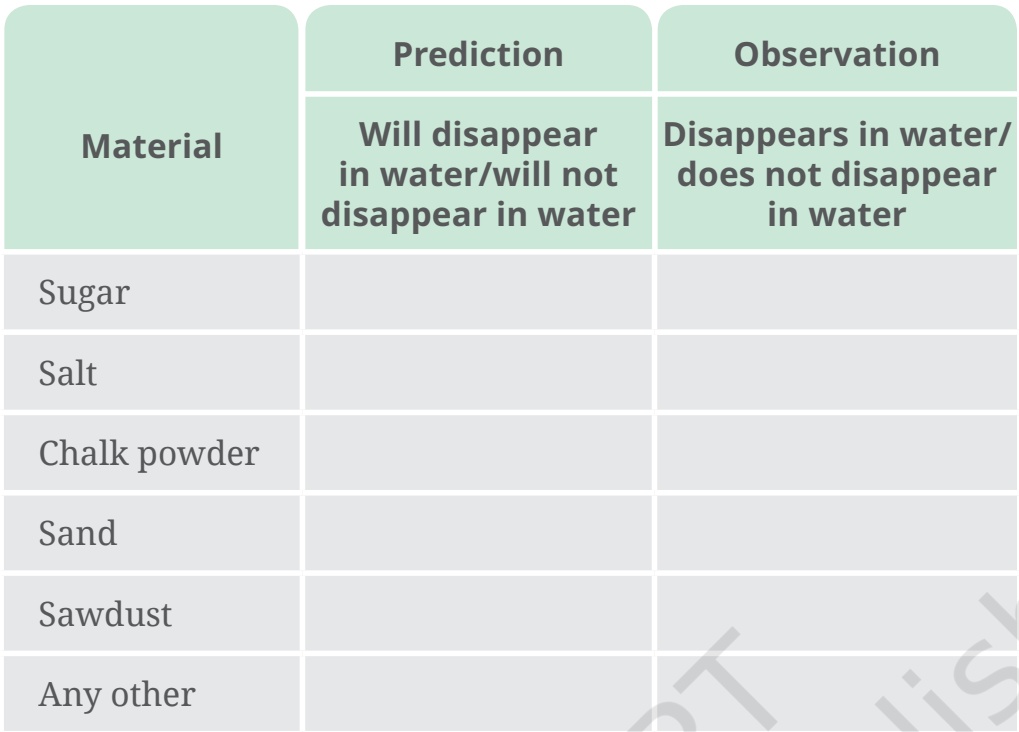 Material
Prediction
Observation
Will disappear
in water/will not
disappear in water
Disappears in water/
does not disappear
in water
Sugar
Salt
Chalk powder
Sand
Sawdust
Any other